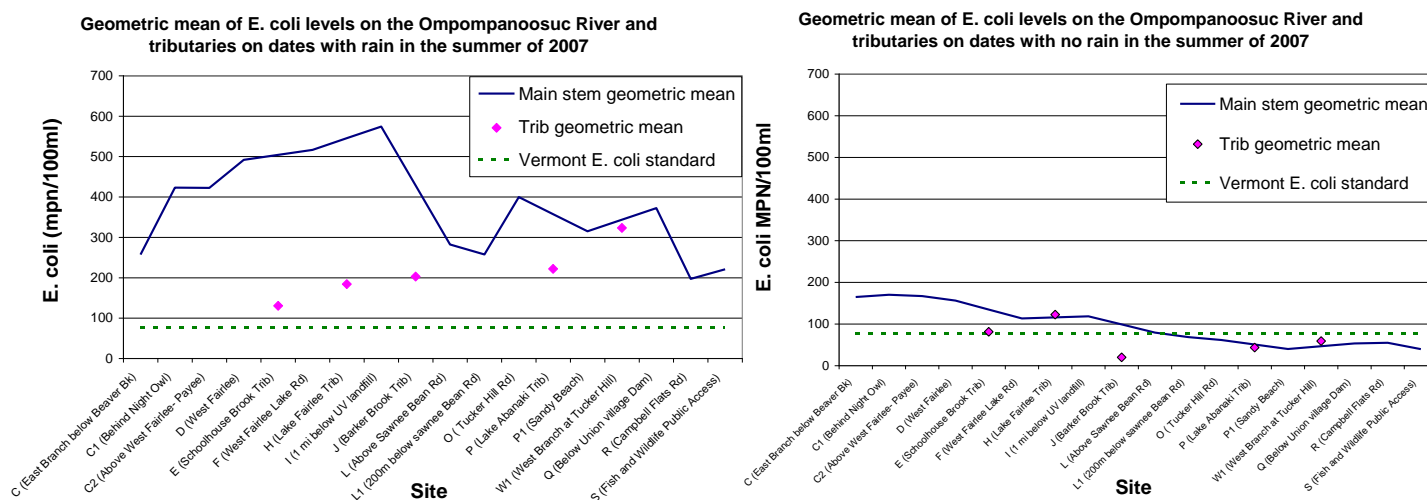 Geometric mean of E. coli levels on the Ompompanoosuc River and
tributaries on dates with rain in the summer of 2007
E. coli (mpn/100ml)
700
600
500
400
300
200
100
0
Main stem geometric mean
Trib geometric mean
Vermont E. coli standard
C (East Branch below Beaver Bk)
C1 (Behind Night Owl)
C2 (Above West Fairlee- Payee)
D (West Fairlee)
E (Schoolhouse Brook Trib)
F (West Fairlee Lake Rd)
H (Lake Fairlee Trib)
I (1 mi below UV landfill)
J (Barker Brook Trib)
L (Above Sawnee Bean Rd)
L1 (200m below sawnee Bean Rd)
O ( Tucker Hill Rd)
P (Lake Abanaki Trib)
P1 (Sandy Beach)
W1 (West Branch at Tucker Hill)
Q (Below Union village Dam)
R (Campbell Flats Rd)
S (Fish and Wildlife Public Access)
Site
Geometric mean of E. coli levels on the Ompompanoosuc River and
tributaries on dates with no rain in the summer of 2007
E. coli MPN/100ml
700
600
500
400
300
200
100
0
Main stem geometric mean
Trib geometric mean
Vermont E. coli standard
C (East Branch below Beaver Bk)
C1 (Behind Night Owl)
C2 (Above West Fairlee- Payee)
D (West Fairlee)
E (Schoolhouse Brook Trib)
F (West Fairlee Lake Rd)
H (Lake Fairlee Trib)
I (1 mi below UV landfill)
J (Barker Brook Trib)
L (Above Sawnee Bean Rd)
L1 (200m below sawnee Bean Rd)
O ( Tucker Hill Rd)
P (Lake Abanaki Trib)
P1 (Sandy Beach)
W1 (West Branch at Tucker Hill)
Q (Below Union village Dam)
R (Campbell Flats Rd)
S (Fish and Wildlife Public Access)
Site